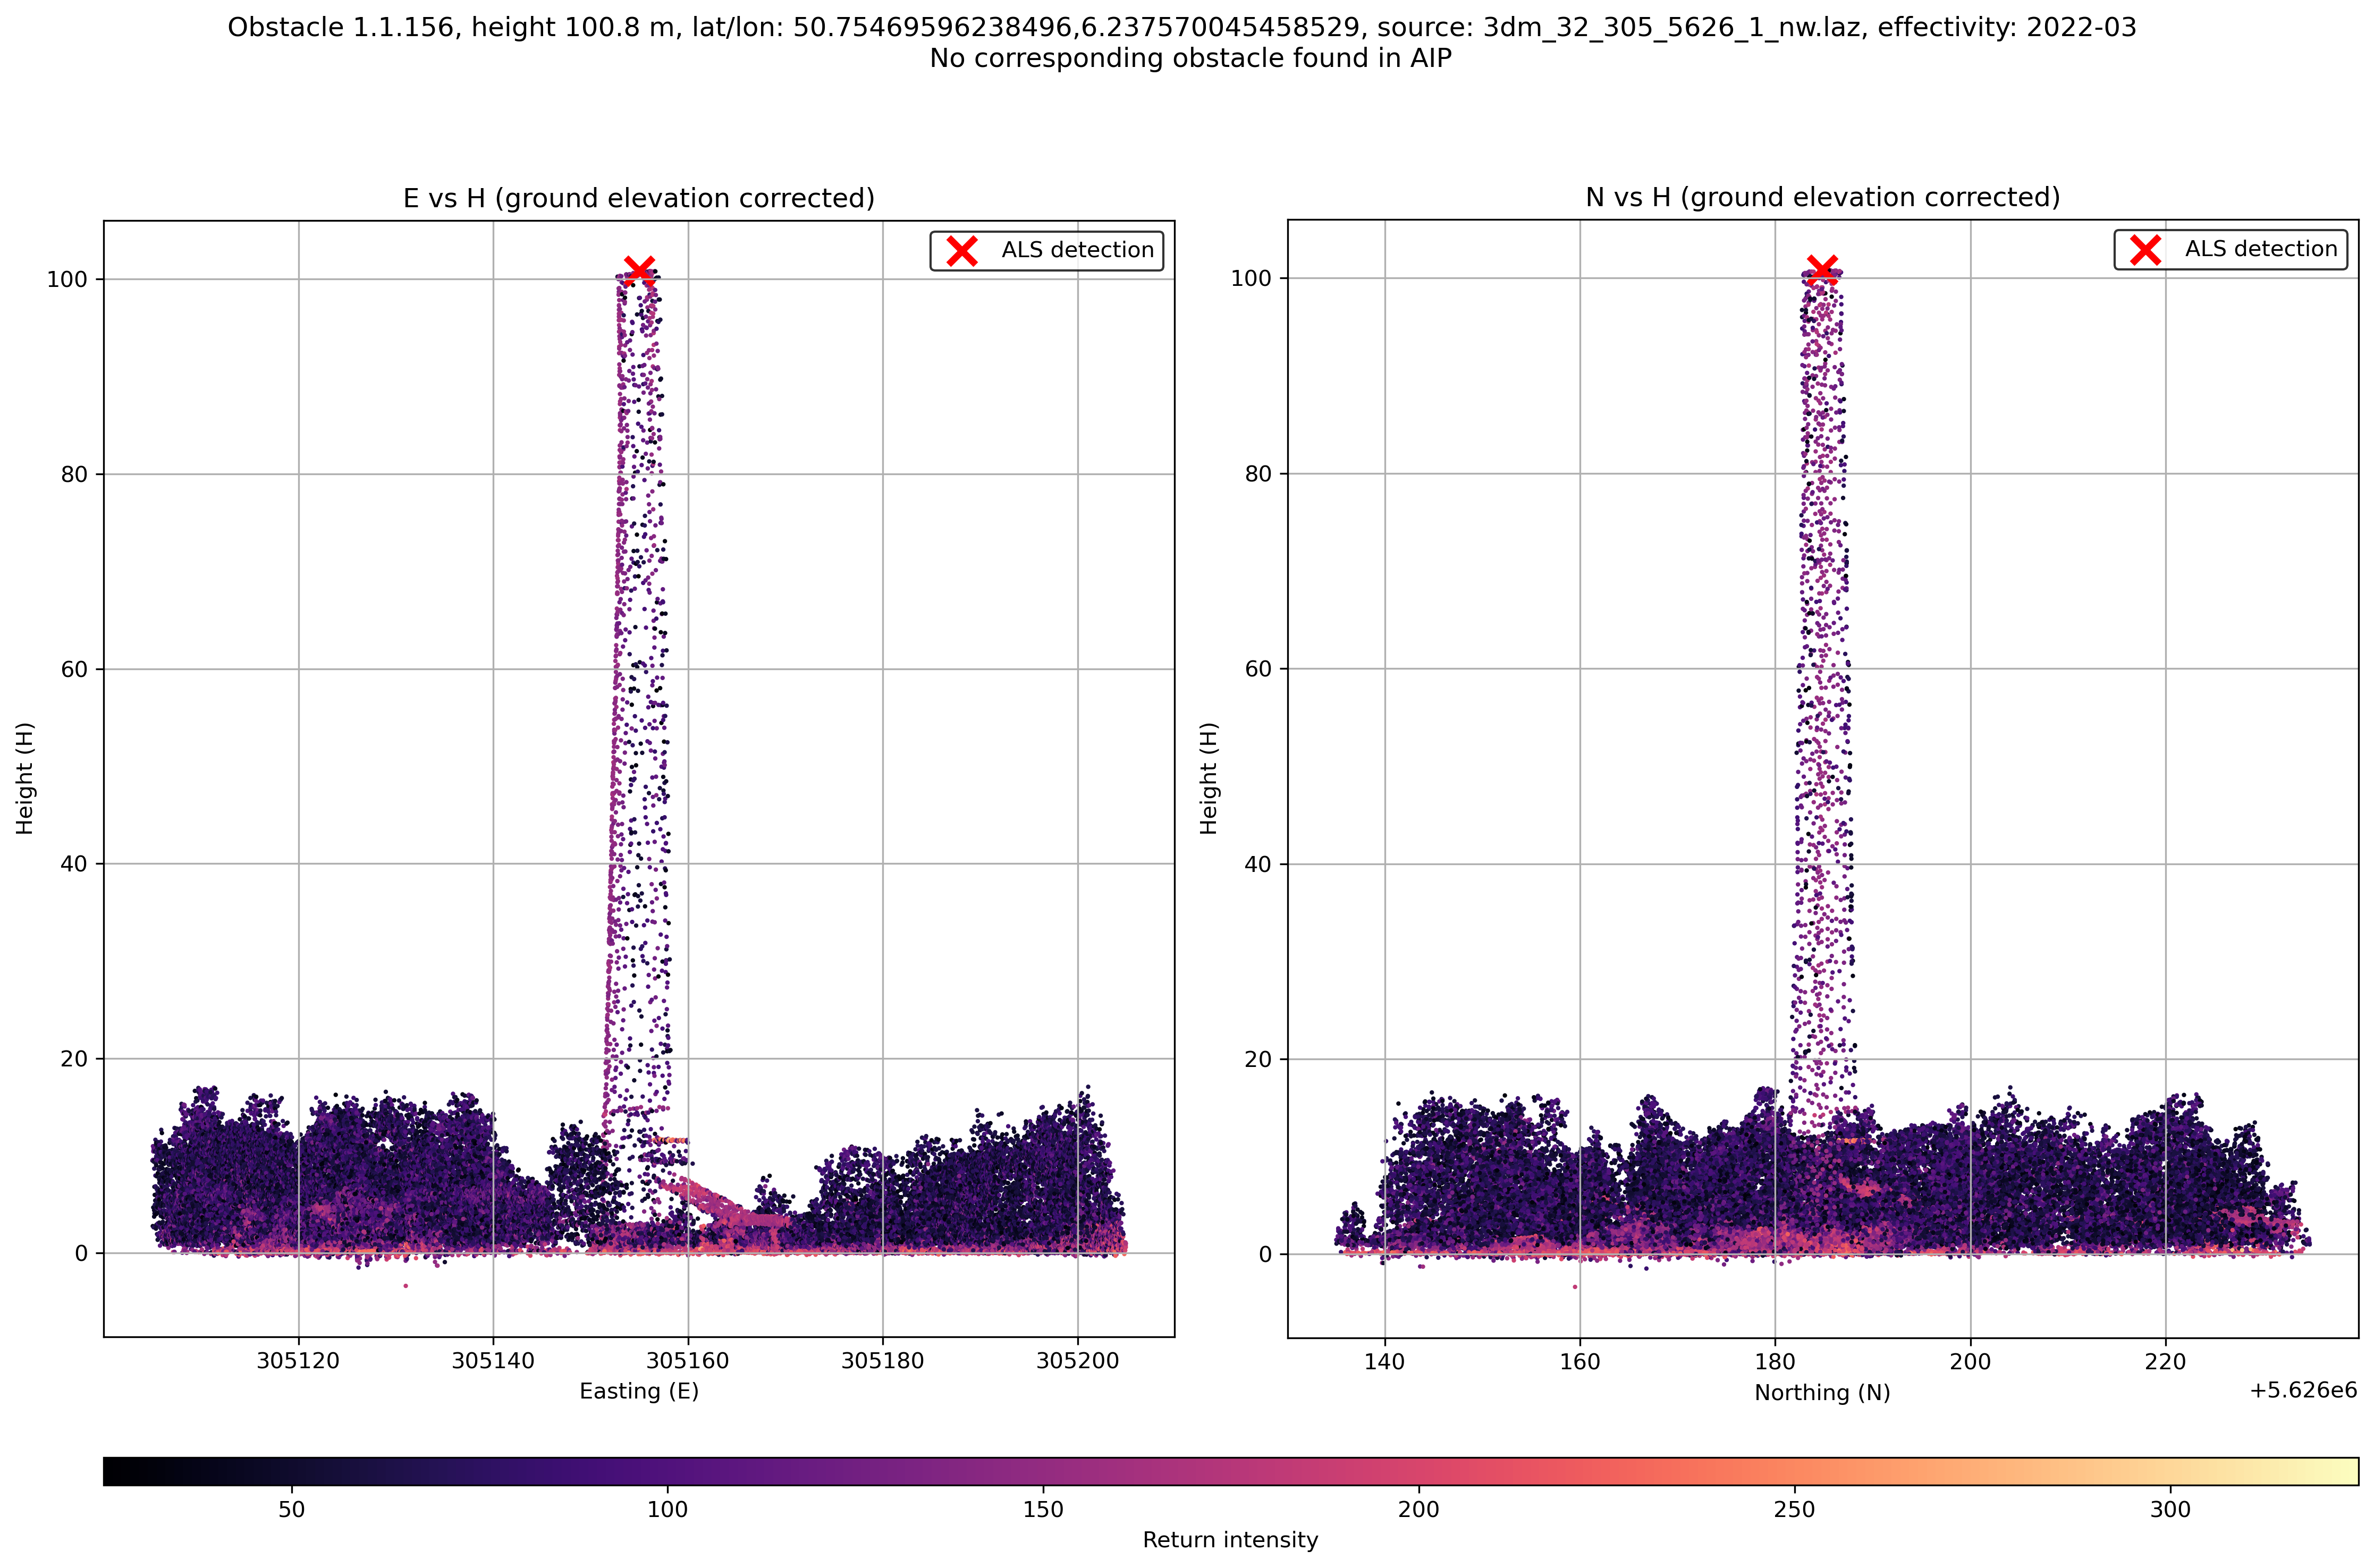 Obstacle 1.1.156, height 100.8 m, lat/lon: 50.75469596238496,6.237570045458529, source: 3dm_32_305_5626_1_nw.laz, effectivity: 2022-03
No corresponding obstacle found in AIP
E vs H (ground elevation corrected)
ALS detection
100
80
60
40
20
0
Height (H)
305120
305140
305160
305180
305200
Easting (E)
N vs H (ground elevation corrected)
ALS detection
100
80
60
40
20
0
Height (H)
140
160
180
200
220
Northing (N)
+5.626e6
50
100
150
200
250
300
Return intensity